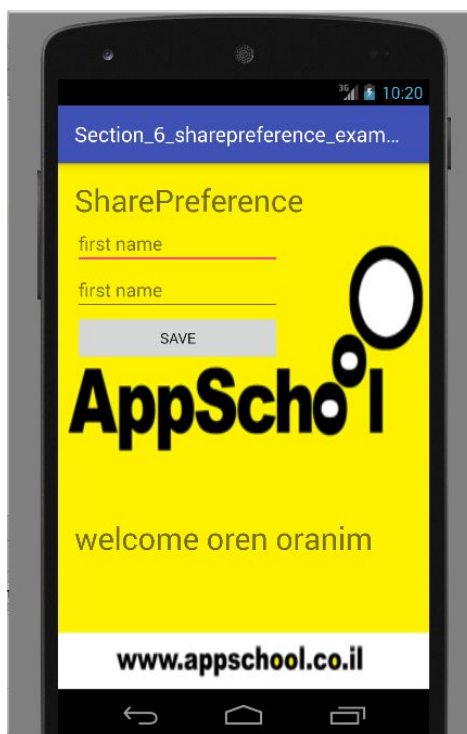 3G 10:20
Section_6_sharepreference_exam...
SharePreference
first name
first name
SAVE
AppSchool
welcome oren oranim
www.appschool.co.il